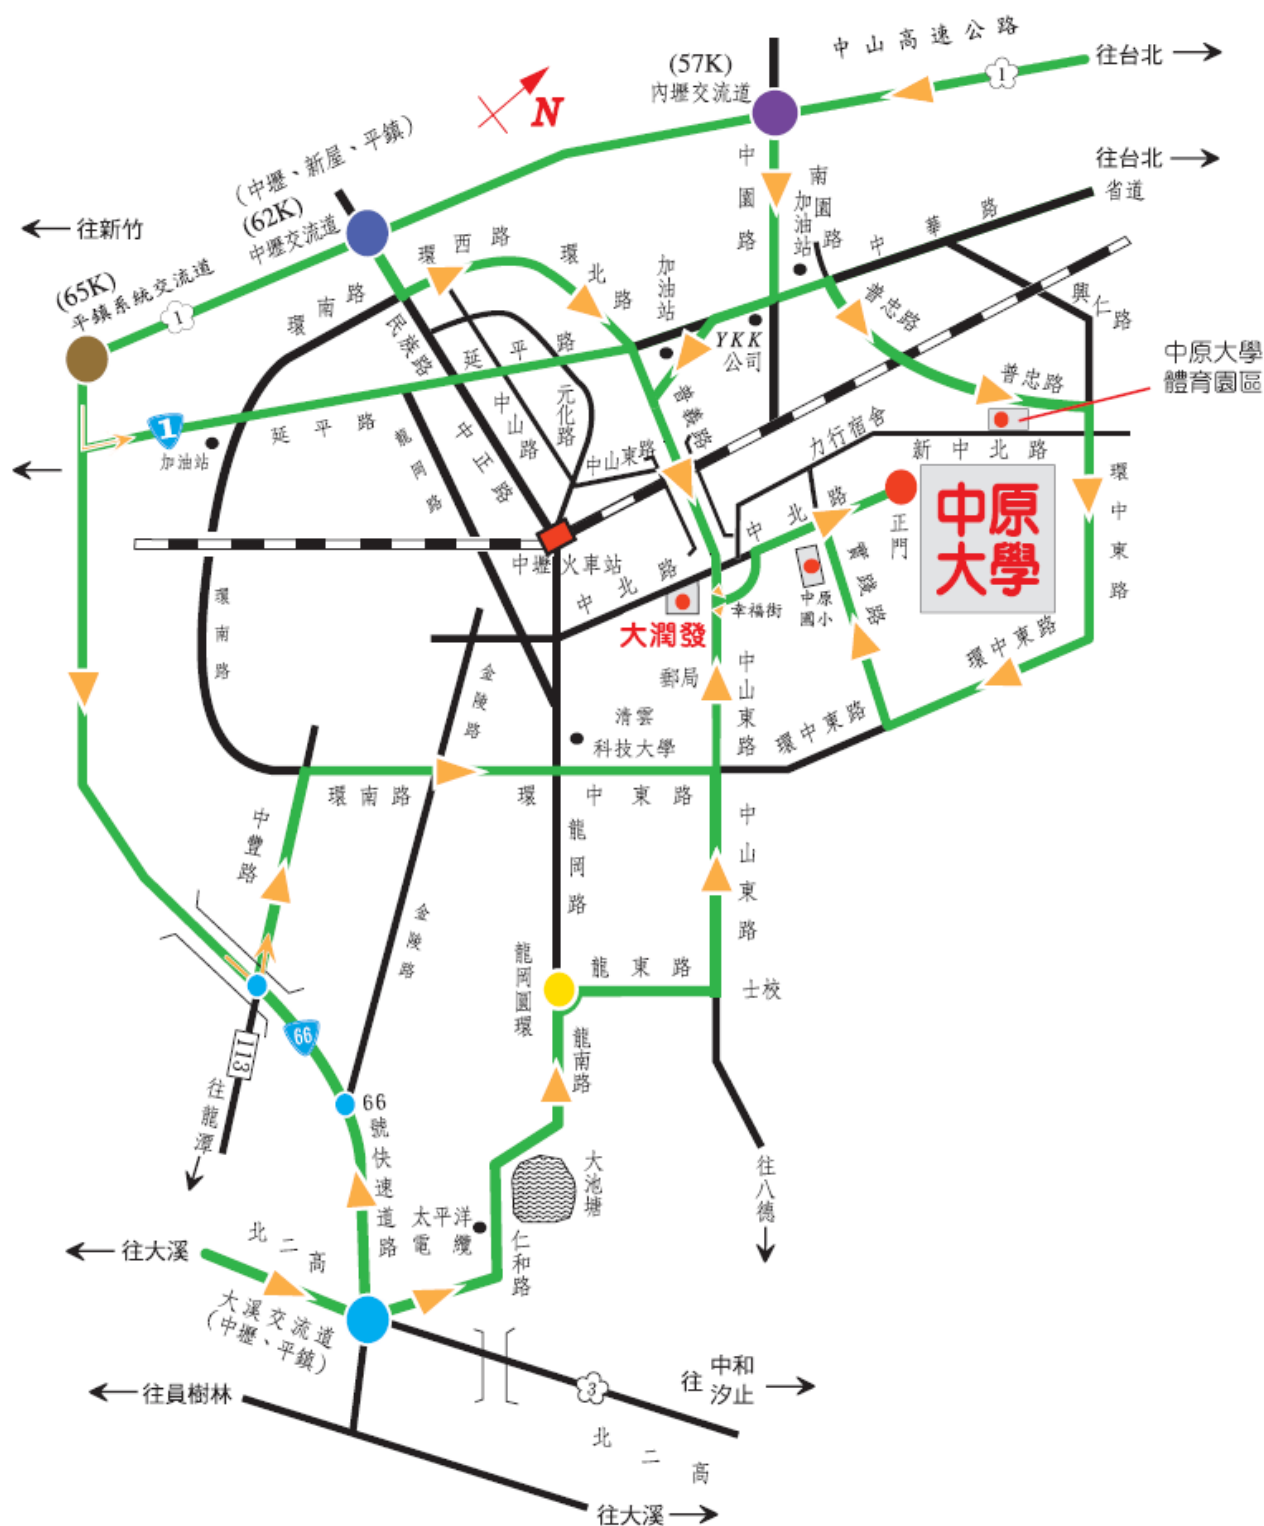 中山高速公路
1
往台北
(57K)
內壢交流道
N
往台北
省道
(中壢、新屋、平鎮)
(62K)
中壢交流道
往新竹
(65K)
平鎮系統交流道
1
中園路
南園路
加油站
中華路
環西路
環北路
加油站
環南路
民族路
延平路
YKK
公司
普忠路
興仁路
中原大學
體育園區
普忠路
1
加油站
延平路
龍岡路
中正路
中山路
元化路
中山東路
普義路
力行宿舍
新中北路
環中東路
中北路
正門
中原
大學
中壢火車站
中北路
大潤發
幸福街
中原
國小
實踐路
環南路
金陵路
郵局
中山東路
環中東路
環中東路
清雲
科技大學
環南路
環中東路
中豐路
龍岡路
中山東路
金陵路
龍岡圓環
龍東路
士校
66
113
往龍潭
龍南路
66號快速道路
大池塘
往八德
太平洋
電纜
仁和路
往大溪
北二高
大溪交流道
(中壢、平鎮)
往員樹林
3
往
中和
汐止
北二高
往大溪